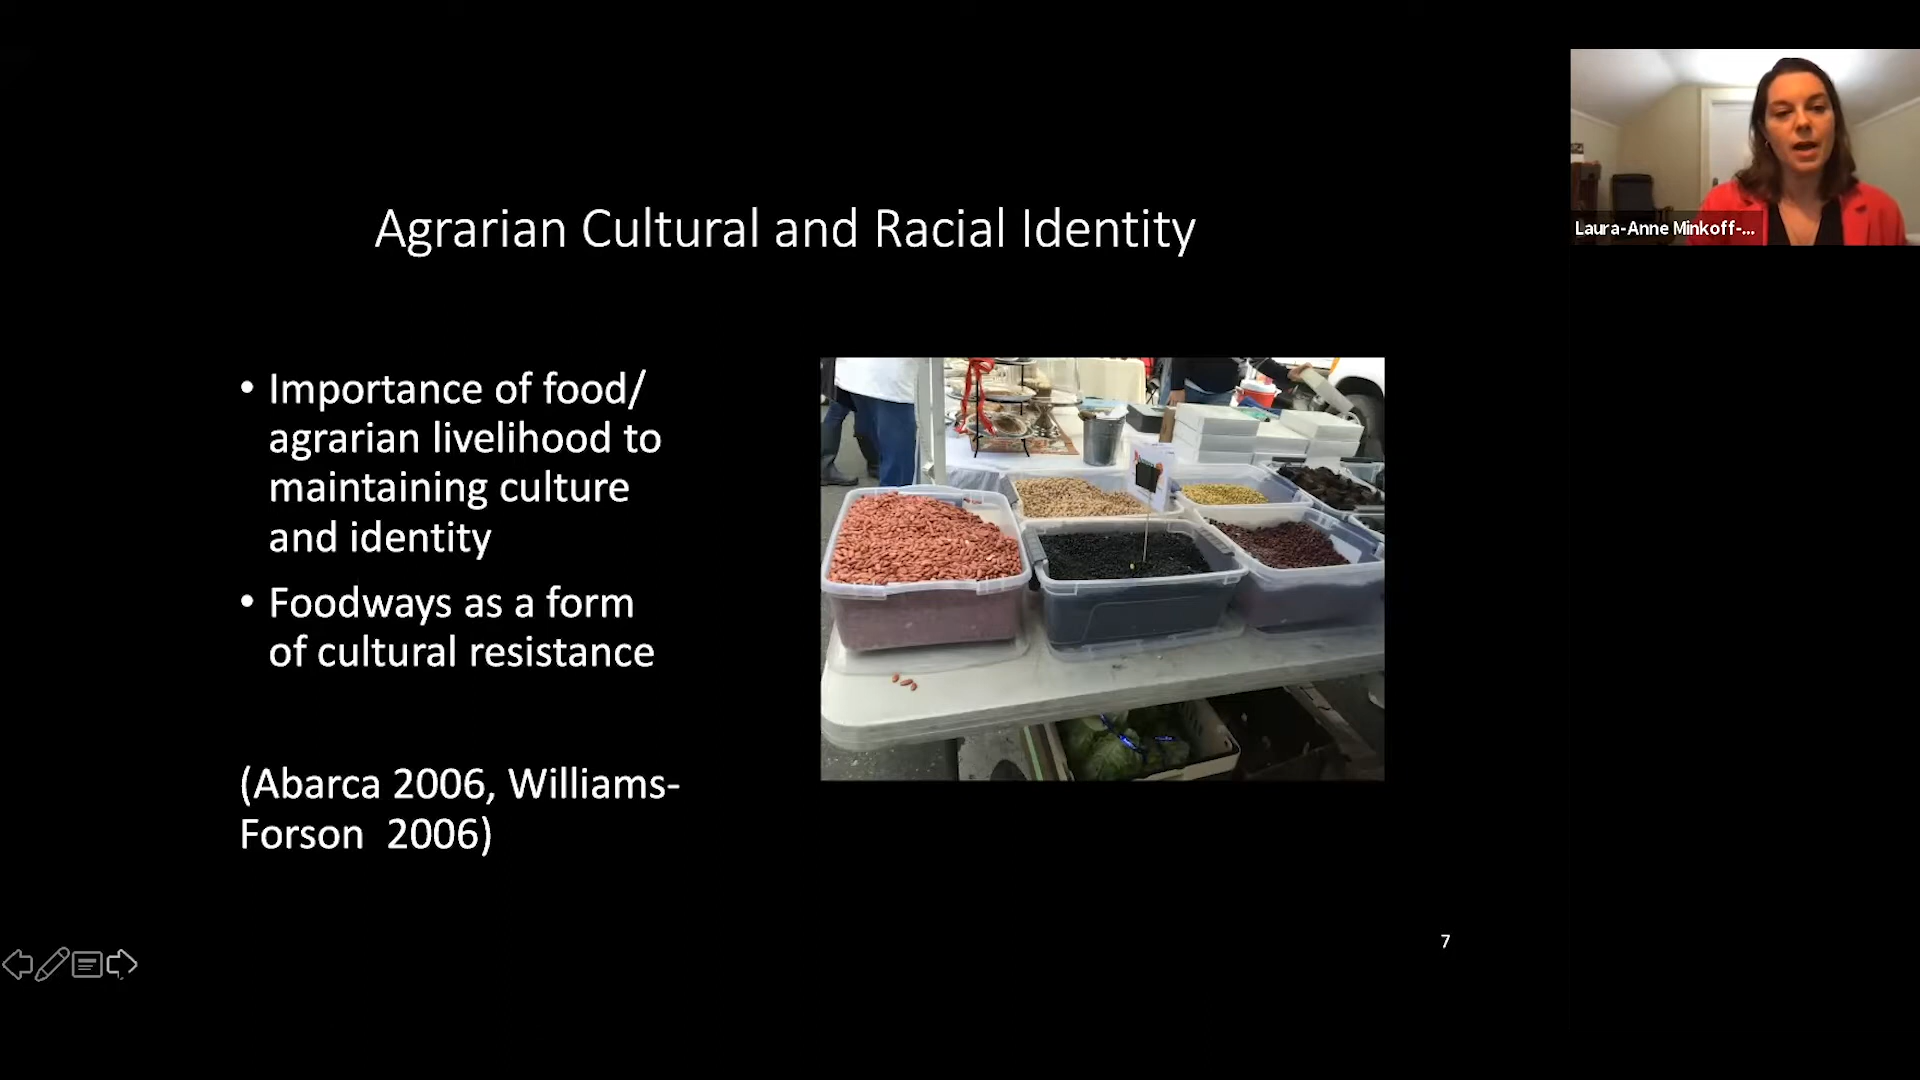 Agrarian Cultural and Racial Identity
Laura-Anne Minkoff-...
• Importance of food/
agrarian livelihood to
maintaining culture
and identity
• Foodways as a form
of cultural resistance
(Abarca 2006, Williams-
Forson 2006)
7